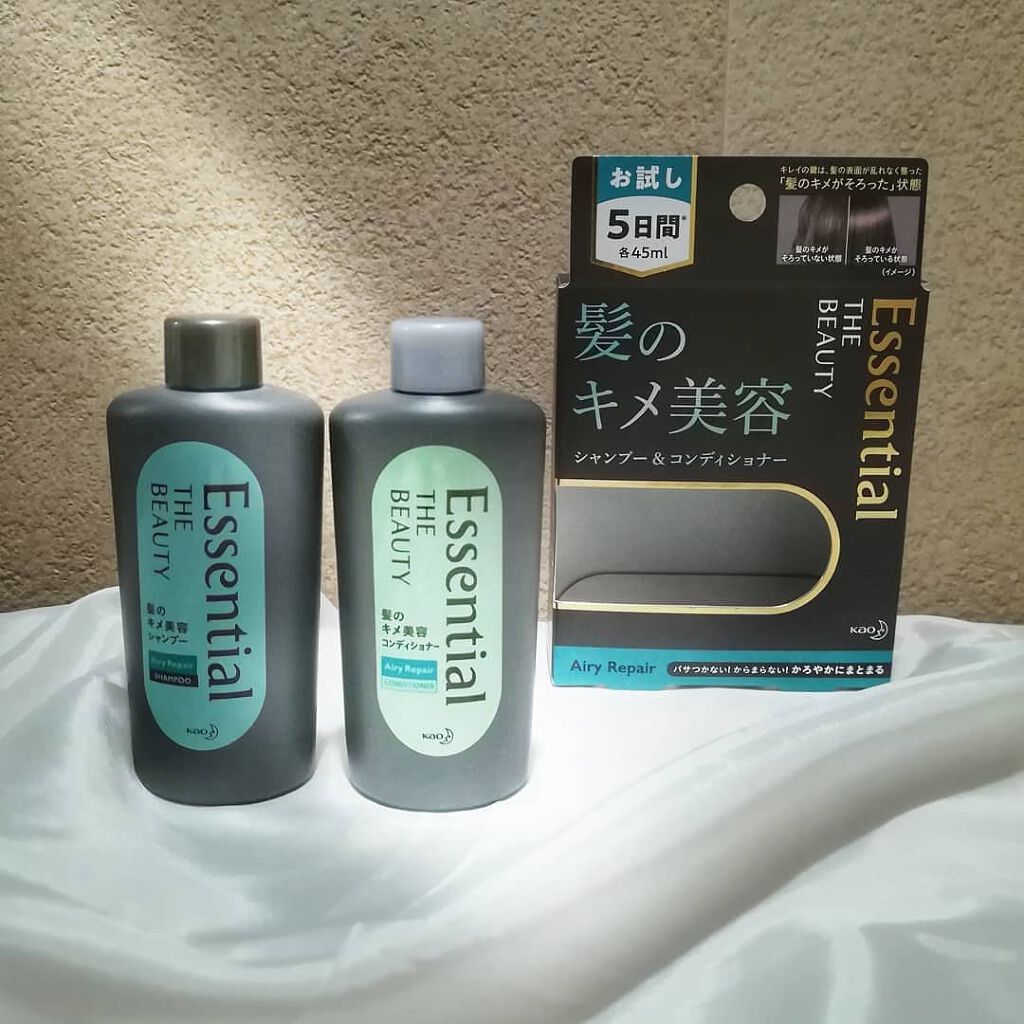 Essential
THE
BEAUTY
髪の
キメ美容
シャンプー
Airy Repair
SHAMPOO
Kao
Essential
THE
BEAUTY
髪の
キメ美容
コンディショナー
Airy Repair
CONDITIONER
Kao
お試し
5日間*
各45ml
キレイの鍵は、髪の表面が乱れなく整った
「髪のキメがそろった」状態
髪のキメが
そろっていない状態
髪のキメが
そろっている状態
(イメージ)
Essential
THE
BEAUTY
髪の
キメ美容
シャンプー&コンディショナー
Kao
Airy Repair
パサつかない!からまらない!かろやかにまとまる